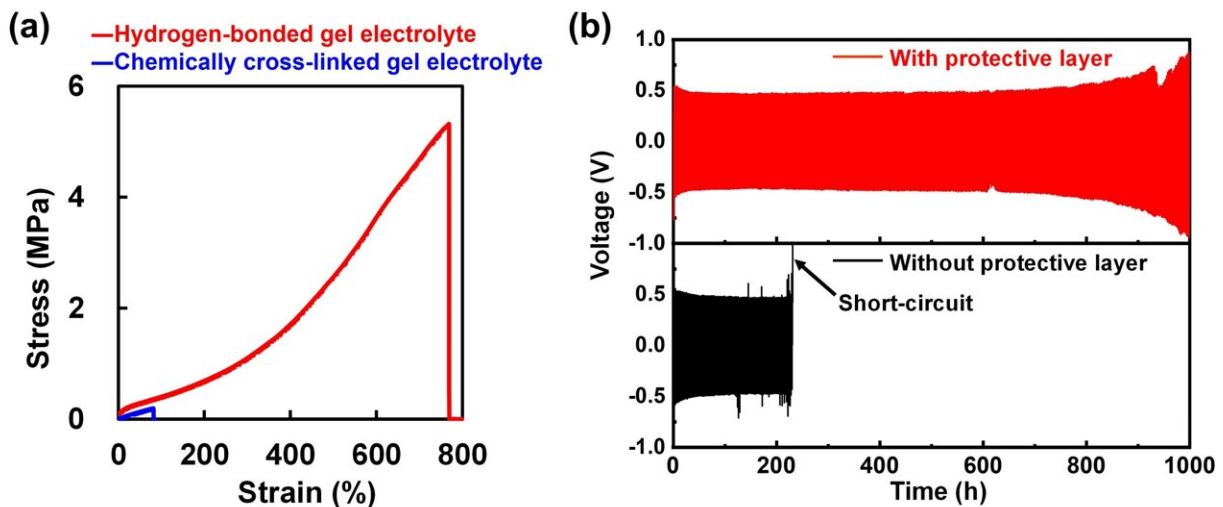 (a)
Hydrogen-bonded gel electrolyte
Chemically cross-linked gel electrolyte
6
4
2
0
Stress (MPa)
0 200 400 600 800
Strain (%)
(b)
1.0
With protective layer
0.5
0.0
-0.5
-1.0
Voltage (V)
Without protective layer
Short-circuit
0.5
0.0
-0.5
-1.0
0 200 400 600 800 1000
Time (h)